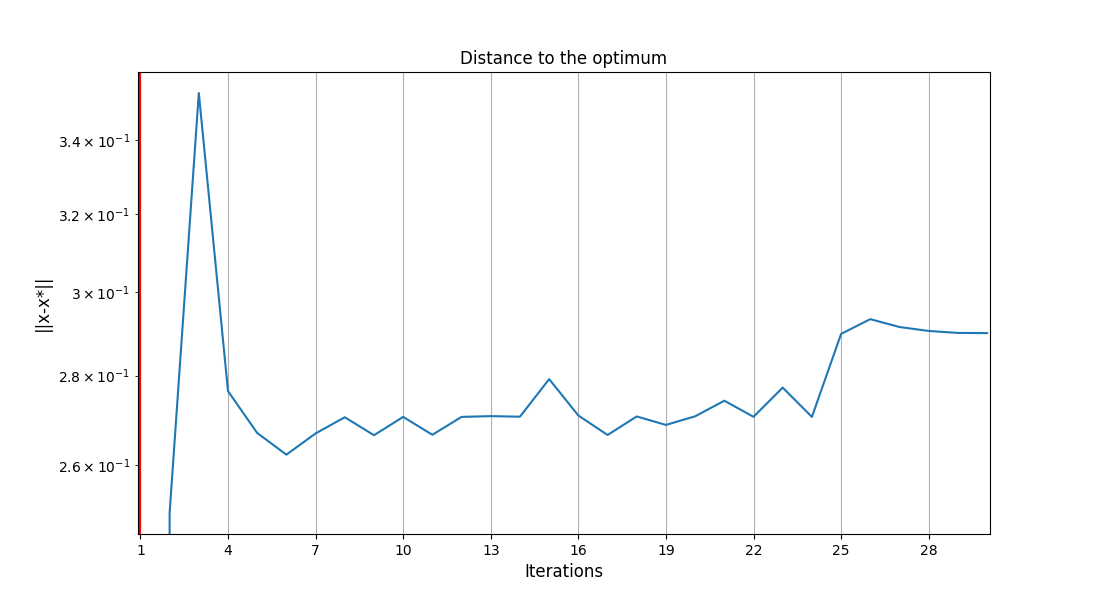 Distance to the optimum
||x-x*||
3.4 × 10⁻¹
3.2 × 10⁻¹
3 × 10⁻¹
2.8 × 10⁻¹
2.6 × 10⁻¹
1 4 7 10 13 16 19 22 25 28
Iterations